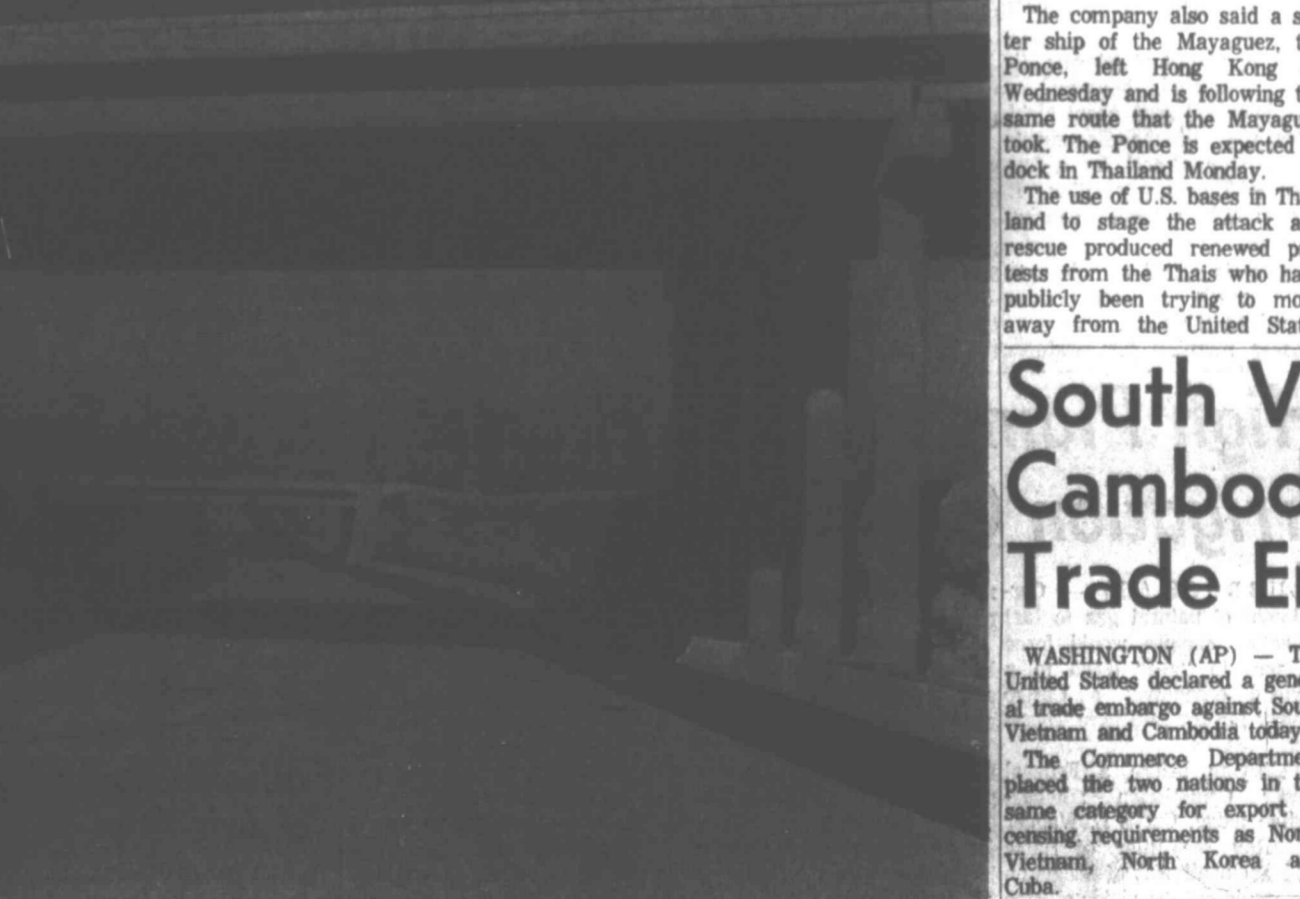 The company also said a s
ter ship of the Mayaguez, t
Ponce, left Hong Kong
Wednesday and is following t
same route that the Mayagu
took. The Ponce is expected
dock in Thailand Monday.
The use of U.S. bases in Th
land to stage the attack a
rescue produced renewed p
tests from the Thais who ha
publicly been trying to mo
away from the United Stat
South V
Cambod
Trade E
WASHINGTON (AP) — T
United States declared a gene
al trade embargo against Sou
Vietnam and Cambodia today
The Commerce Departme
placed the two nations in t
same category for export
censing requirements as Nor
Vietnam, North Korea a
Cuba.